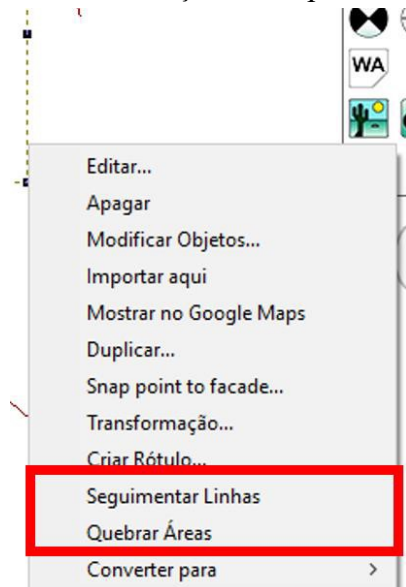 WA
Editar...
Apagar
Modificar Objetos...
Importar aqui
Mostrar no Google Maps
Duplicar...
Snap point to facade...
Transformação...
Criar Rótulo...
Seguimentar Linhas
Quebrar Áreas
Converter para